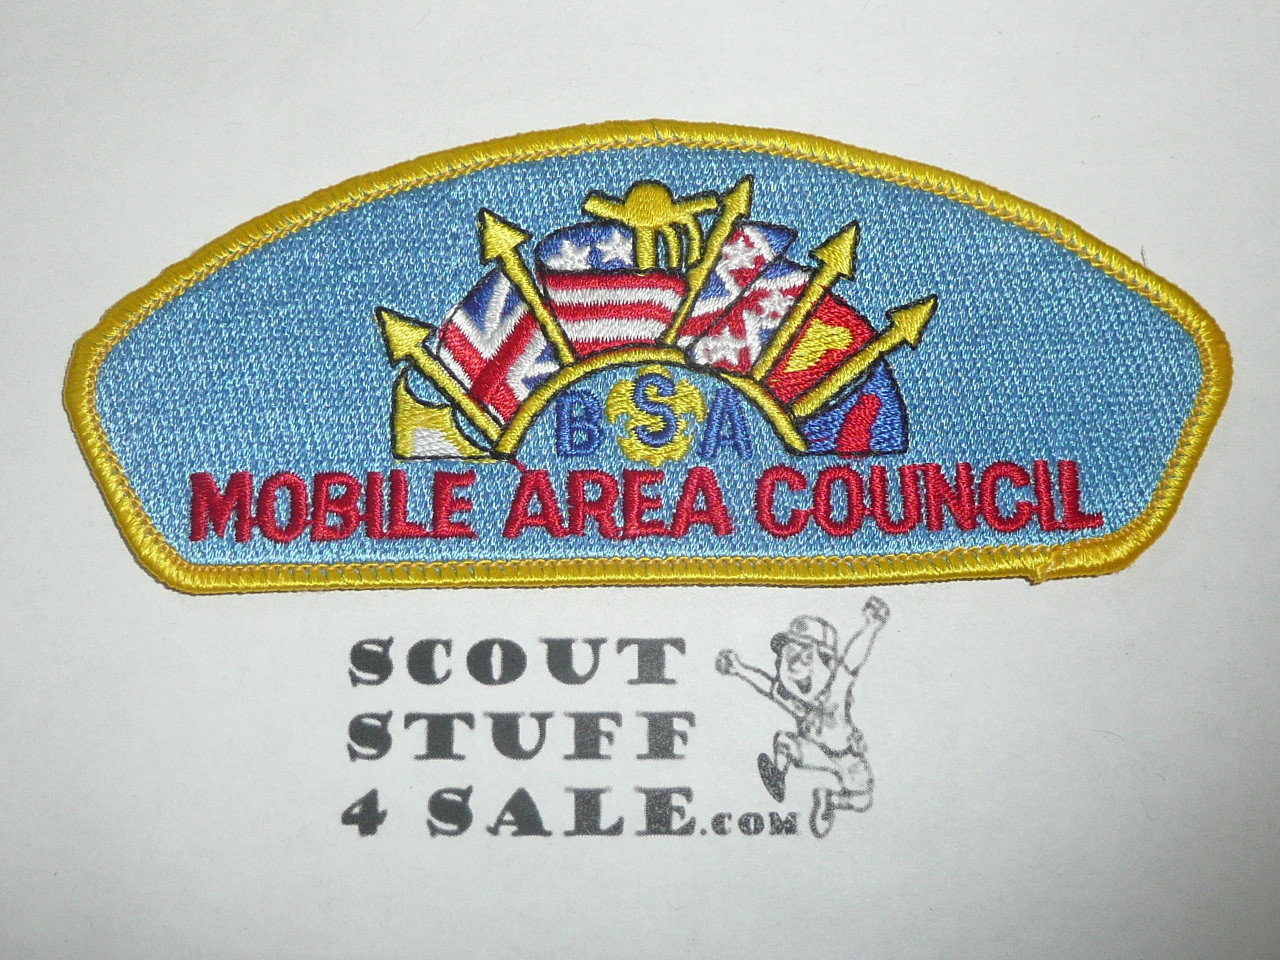 BSA
MOBILE AREA COUNCIL
SCOUT
STUFF
4 SALE.COM